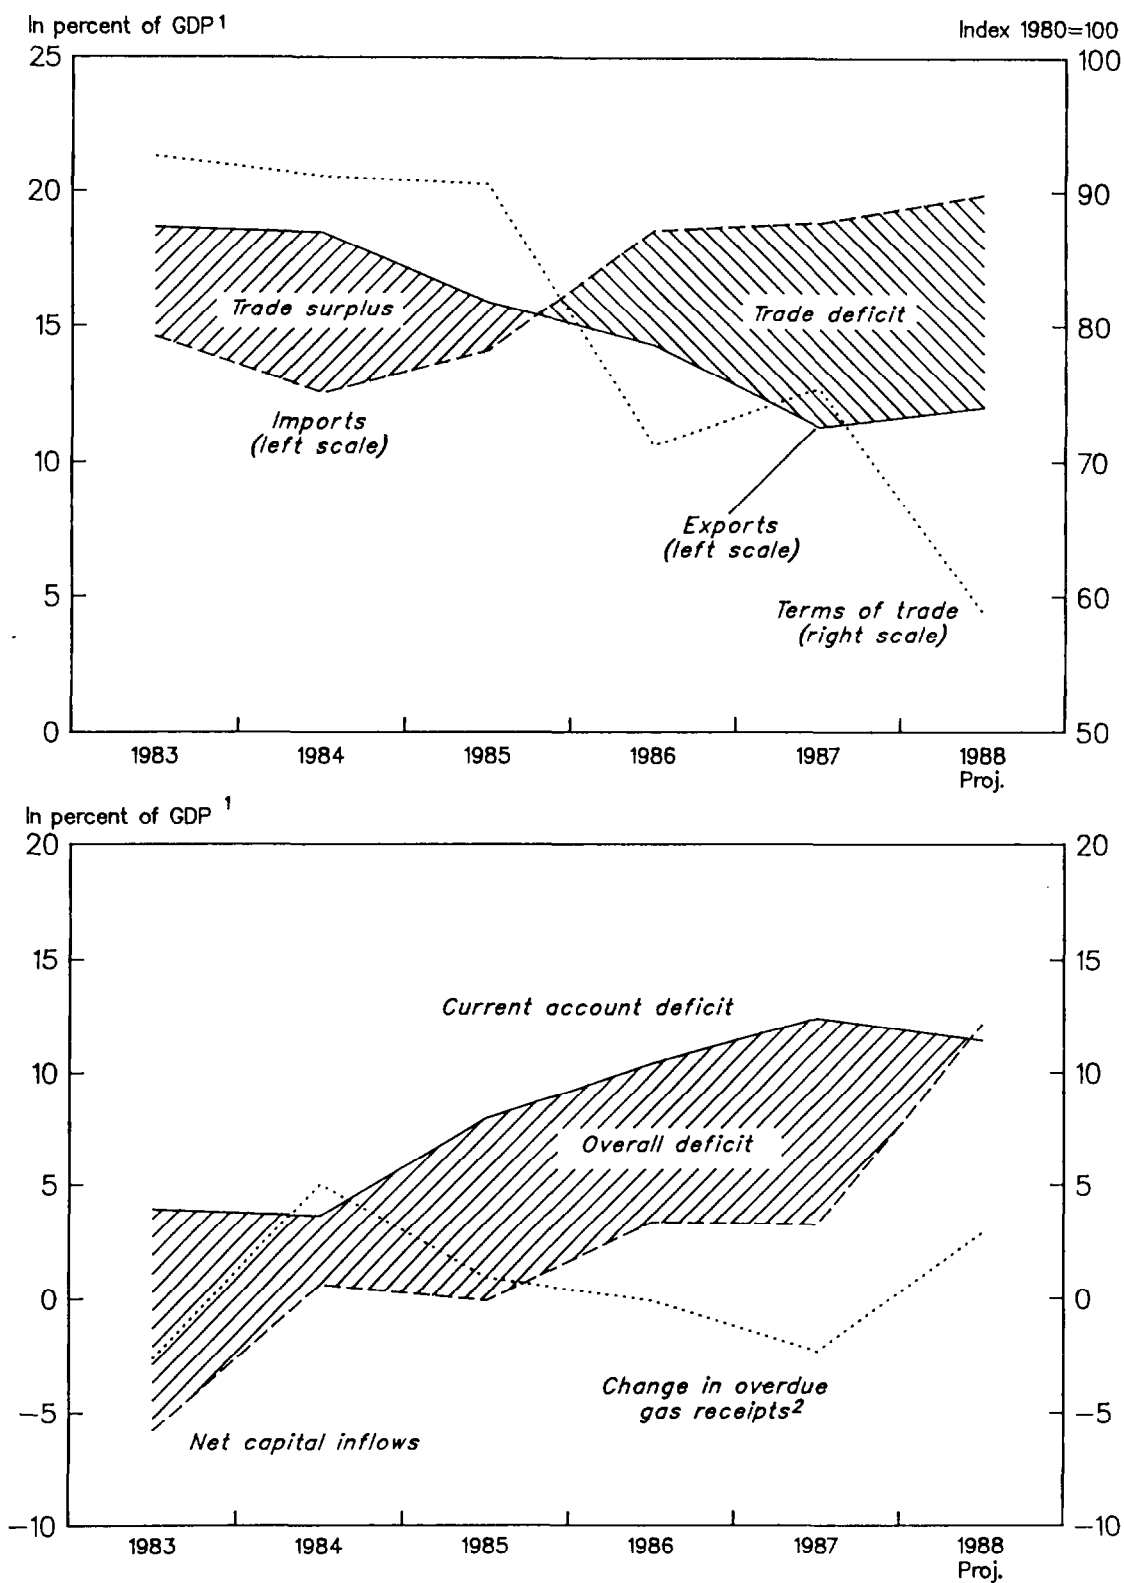 In percent of GDP 1
Index 1980=100
25
100
20
90
Trade surplus
Trade deficit
15
80
Imports
(left scale)
10
70
Exports
(left scale)
5
60
Terms of trade
(right scale)
0
50
1983 1984 1985 1986 1987 1988
Proj.
In percent of GDP 1
20
20
15
15
Current account deficit
10
10
Overall deficit
5
5
0
0
Change in overdue
gas receipts2
-5
-5
Net capital inflows
-10
-10
1983 1984 1985 1986 1987 1988
Proj.